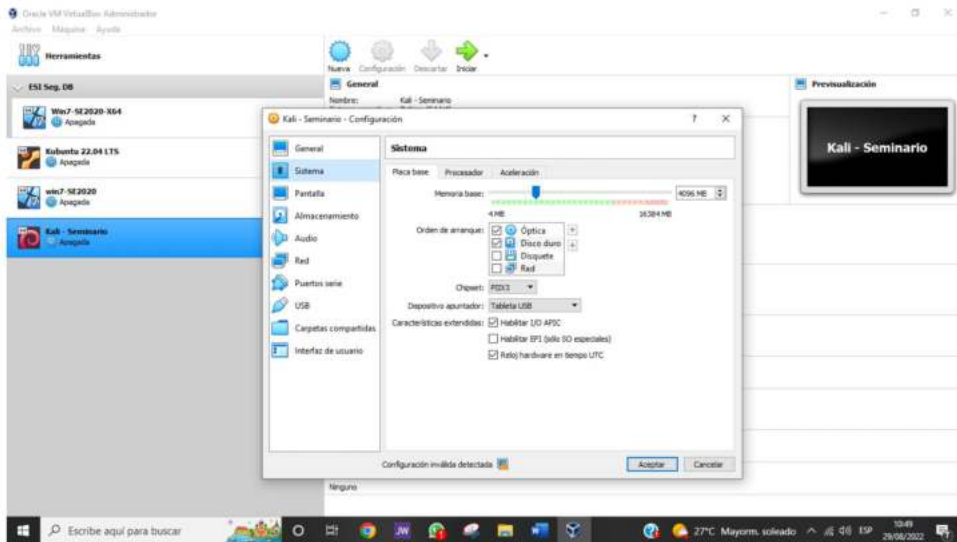 Oracle VM VirtualBox Administrador
Archivo Máquina Ayuda
Herramientas
Nueva Configuración Descartar Iniciar
ESI Seg. DB
Win7-SE2020-X64
Apagada
Kubuntu 22.04 LTS
Apagada
win7-SE2020
Apagada
Kali - Seminario
Apagada
General
Nombre: Kali - Seminario
Previsualización
Kali - Seminario
Kali - Seminario - Configuración
General
Sistema
Pantalla
Almacenamiento
Audio
Red
Puertos serie
USB
Carpetas compartidas
Interfaz de usuario
Sistema
Placa base Procesador Aceleración
Memoria base: 4096 MB
4 MB 16384 MB
Orden de arranque: Óptica
Disco duro
Disquete
Red
Chipset: PIIX3
Dispositivo apuntador: Tableta USB
Características extendidas: Habilitar I/O APIC
Habilitar EFI (sólo SO especiales)
Reloj hardware en tiempo UTC
Configuración inválida detectada
Aceptar Cancelar
Ninguno
Escribe aquí para buscar
27°C Mayorm. soleado
ESP
10:49
29/08/2022